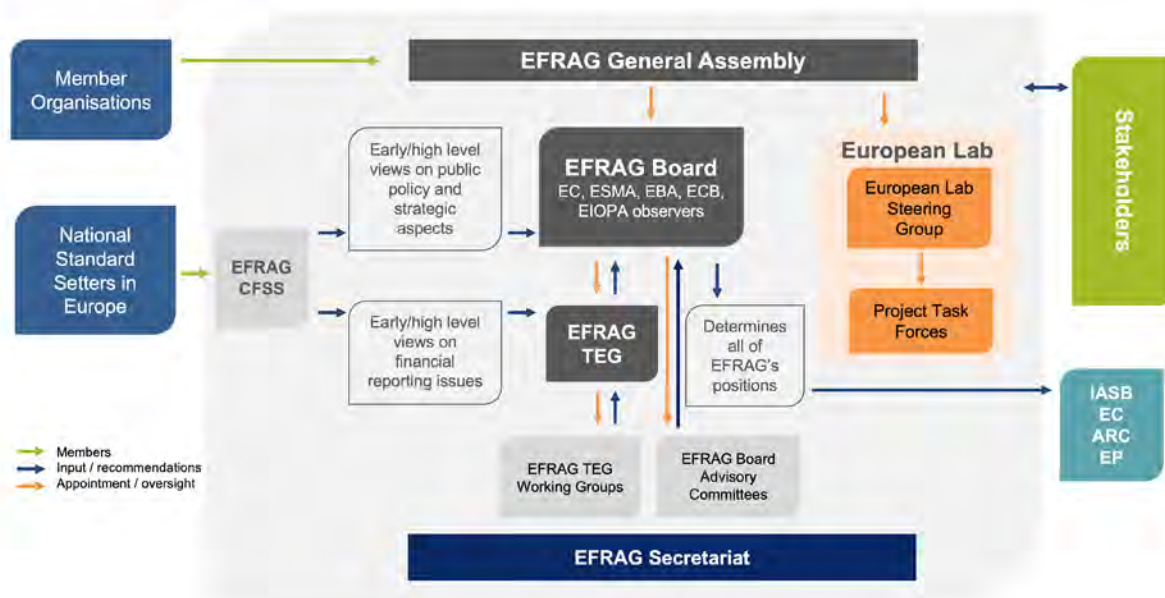 EFRAG General Assembly
Member
Organisations
Stakeholders
Early/high level
views on public
policy and
strategic
aspects
EFRAG Board
EC, ESMA, EBA, ECB,
EIOPA observers
European Lab
European Lab
Steering
Group
National
Standard
Setters in
Europe
EFRAG
CFSS
Early/high level
views on
financial
reporting issues
EFRAG
TEG
Determines
all of
EFRAG's
positions
Project Task
Forces
IASB
EC
ARC
EP
Members
Input / recommendations
Appointment / oversight
EFRAG TEG
Working Groups
EFRAG Board
Advisory
Committees
EFRAG Secretariat